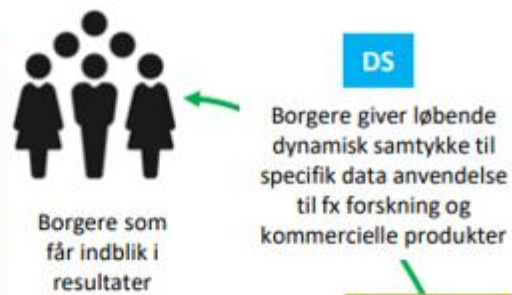 DS
Borgere giver løbende
dynamisk samtykke til
specifik data anvendelse
til fx forskning og
kommercielle produkter
Borgere som
får indblik i
resultater